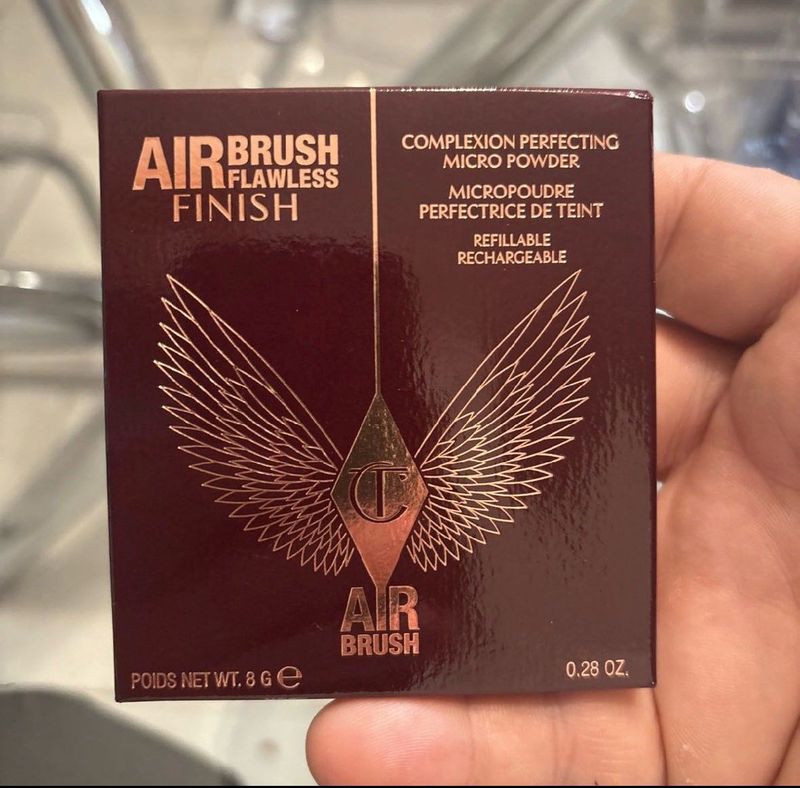 AIRBRUSH
FLAWLESS
FINISH
COMPLEXION PERFECTING
MICRO POWDER
MICROPOUDRE
PERFECTRICE DE TEINT
REFILLABLE
RECHARGEABLE
CT
AIR
BRUSH
POIDS NET WT. 8 G ℮
0.28 OZ.